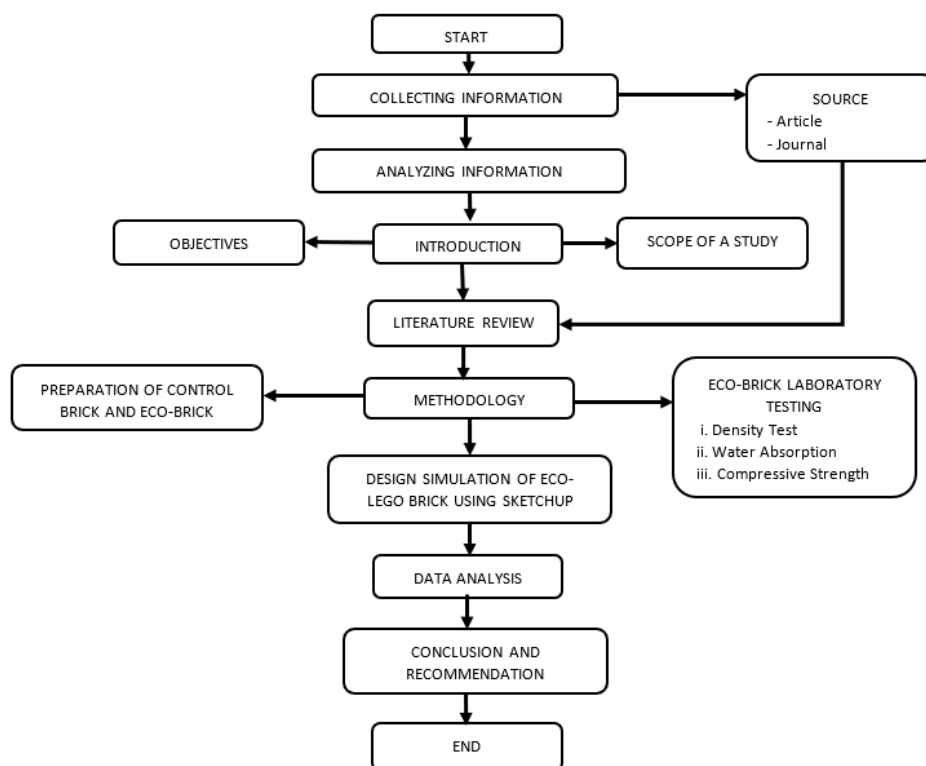 START
COLLECTING INFORMATION
SOURCE
- Article
- Journal
ANALYZING INFORMATION
OBJECTIVES
INTRODUCTION
SCOPE OF A STUDY
LITERATURE REVIEW
PREPARATION OF CONTROL
BRICK AND ECO-BRICK
METHODOLOGY
ECO-BRICK LABORATORY
TESTING
i. Density Test
ii. Water Absorption
iii. Compressive Strength
DESIGN SIMULATION OF ECO-
LEGO BRICK USING SKETCHUP
DATA ANALYSIS
CONCLUSION AND
RECOMMENDATION
END